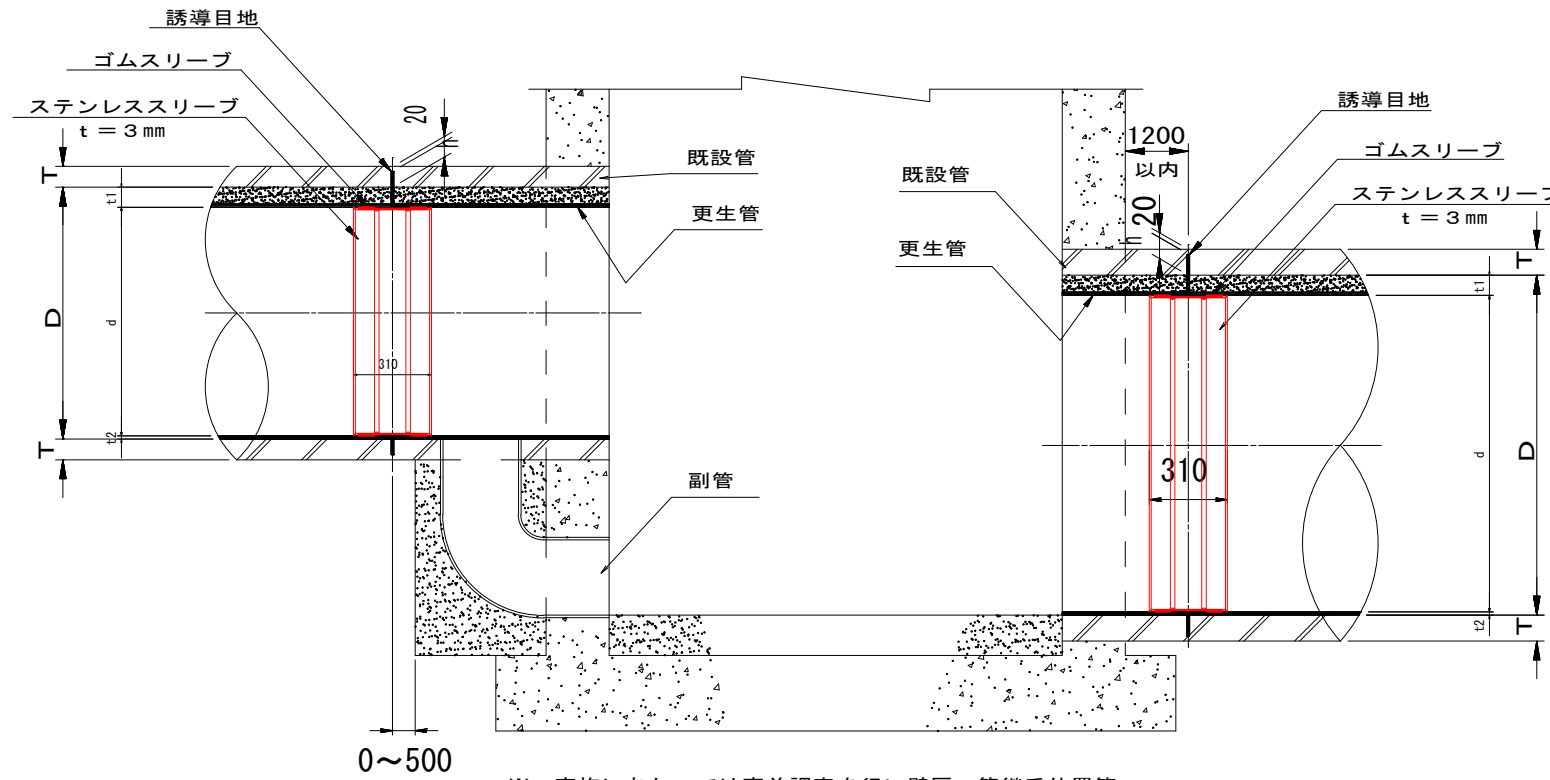 誘導目地
ゴムスリーブ
ステンレススリーブ
t=3mm
20
h
T
t1
D
d
t2
T
310
既設管
更生管
副管
0〜500
1200
以内
20
h
誘導目地
ゴムスリーブ
ステンレススリーブ
t=3mm
既設管
更生管
T
t1
D
d
310
t2
T